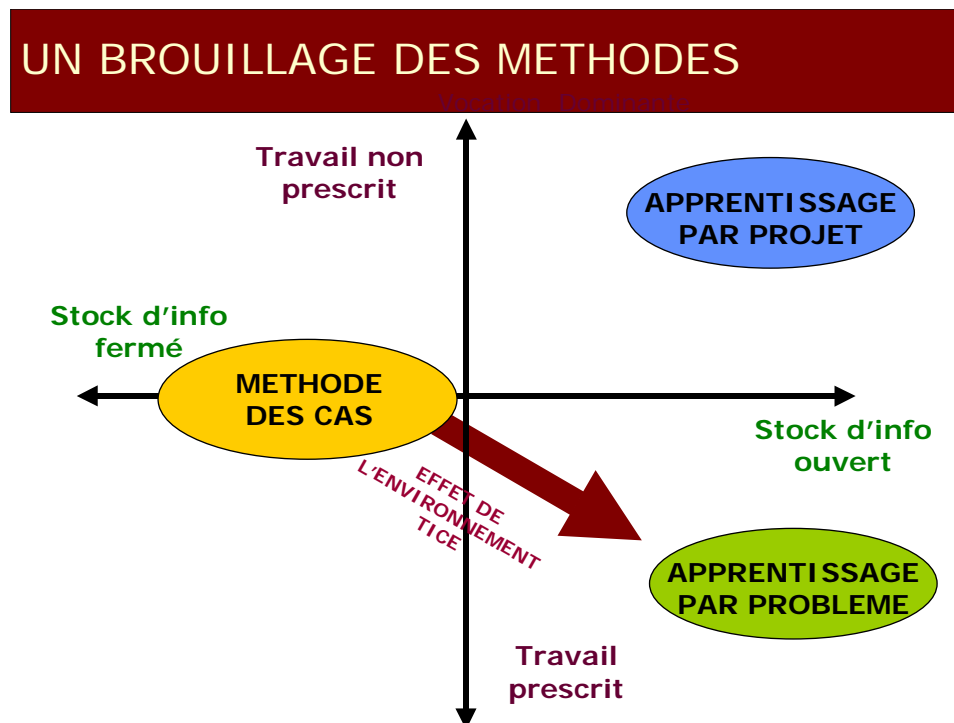 UN BROUILLAGE DES METHODES
Vocation Dominante
Travail non
prescrit
APPRENTISSAGE
PAR PROJET
Stock d'info
fermé
METHODE
DES CAS
Stock d'info
ouvert
EFFET DE
L'ENVIRONNEMENT
TICE
APPRENTISSAGE
PAR PROBLEME
Travail
prescrit